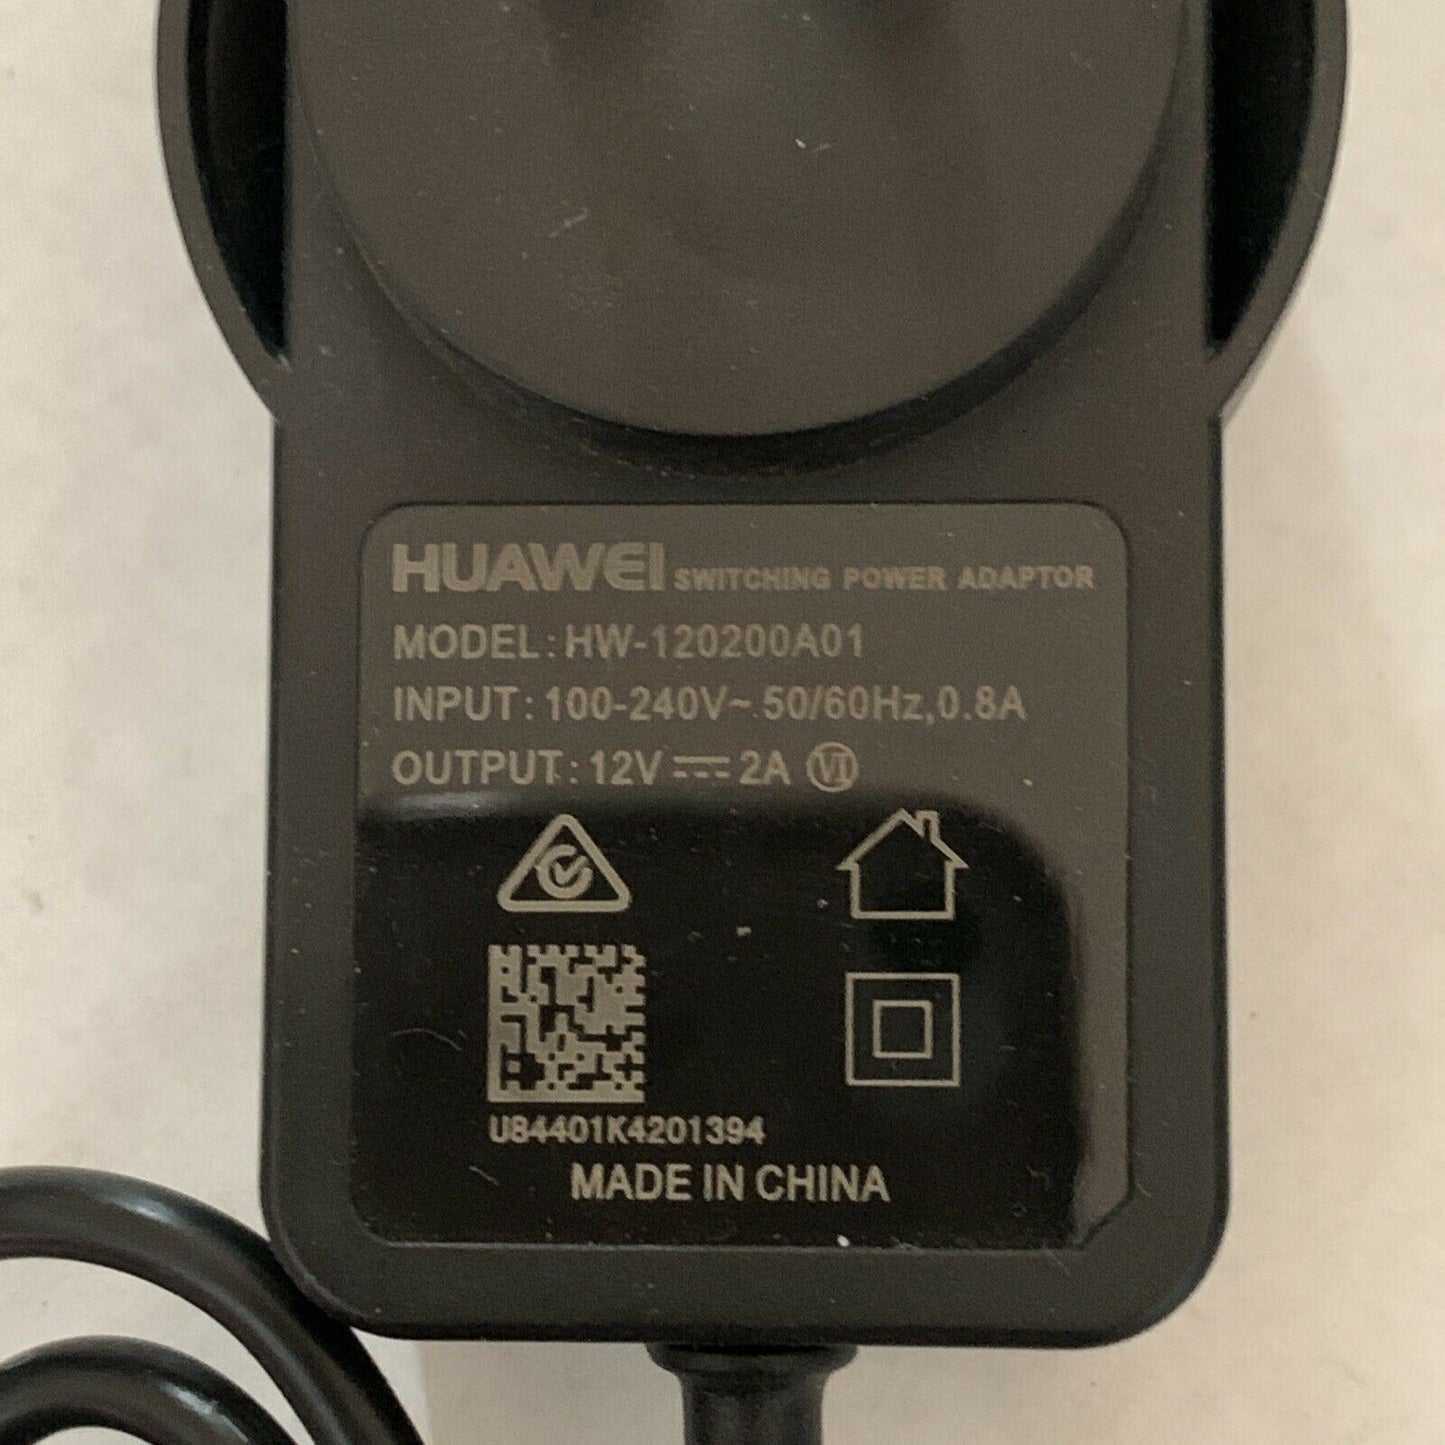 HUAWEI SWITCHING POWER ADAPTOR
MODEL: HW-120200A01
INPUT: 100-240V~ 50/60Hz,0.8A
OUTPUT: 12V ⎓ 2A VI
U84401K4201394
MADE IN CHINA